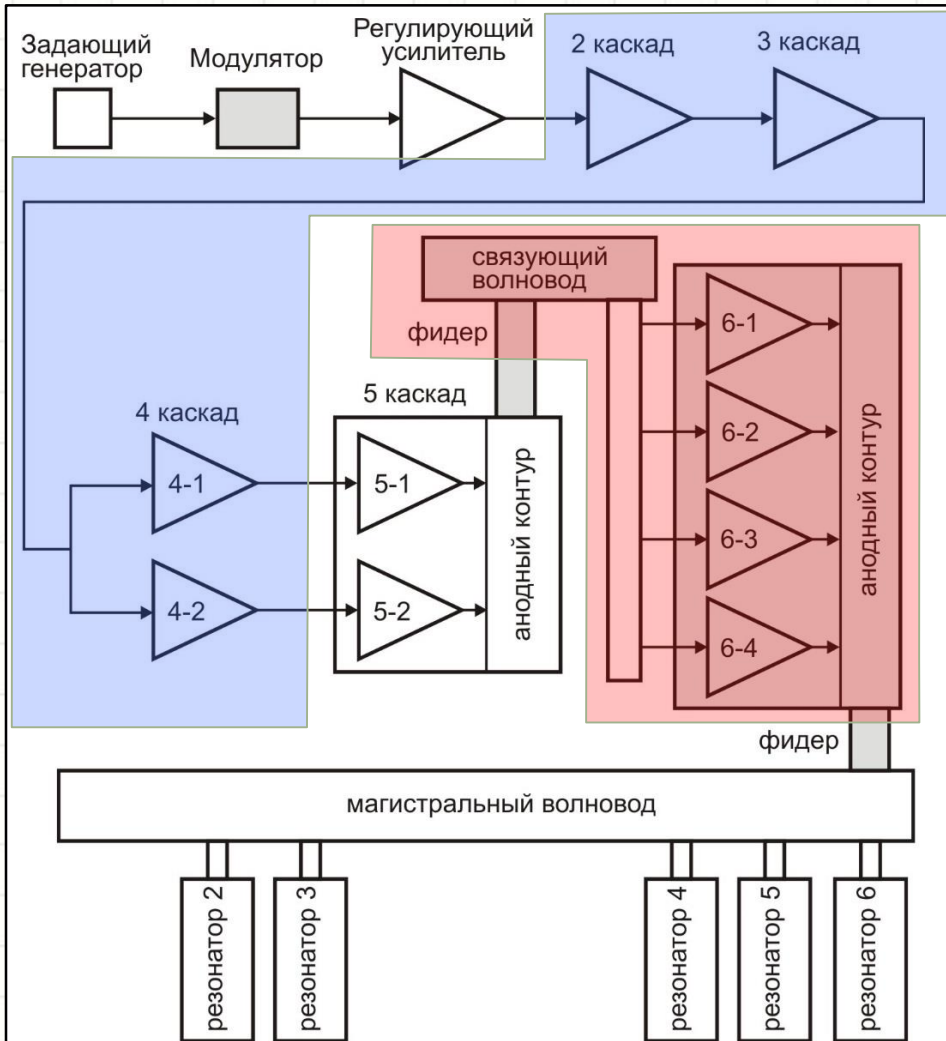 Задающий
генератор
Модулятор
Регулирующий
усилитель
2 каскад
3 каскад
связующий
волновод
фидер
6-1
6-2
6-3
6-4
анодный контур
4 каскад
4-1
4-2
5 каскад
5-1
5-2
анодный контур
фидер
магистральный волновод
резонатор 2
резонатор 3
резонатор 4
резонатор 5
резонатор 6